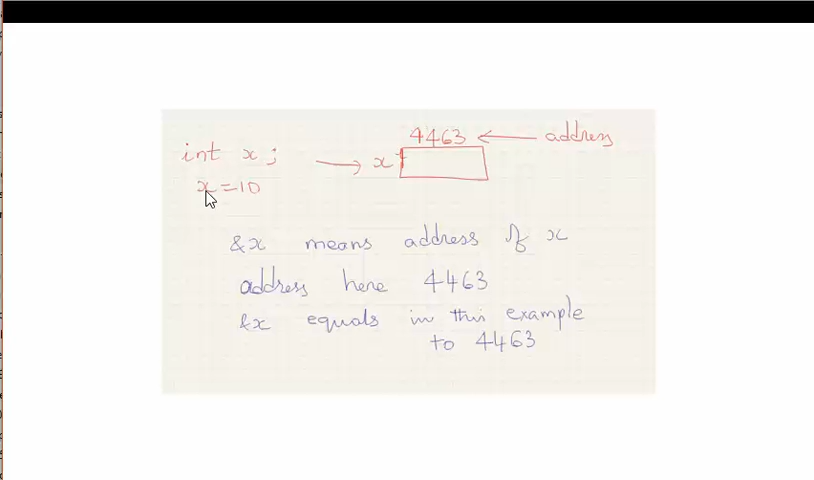 4463 ← address
int x; → x
x=10
&x means address of x
address here 4463
&x equals in this example
to 4463